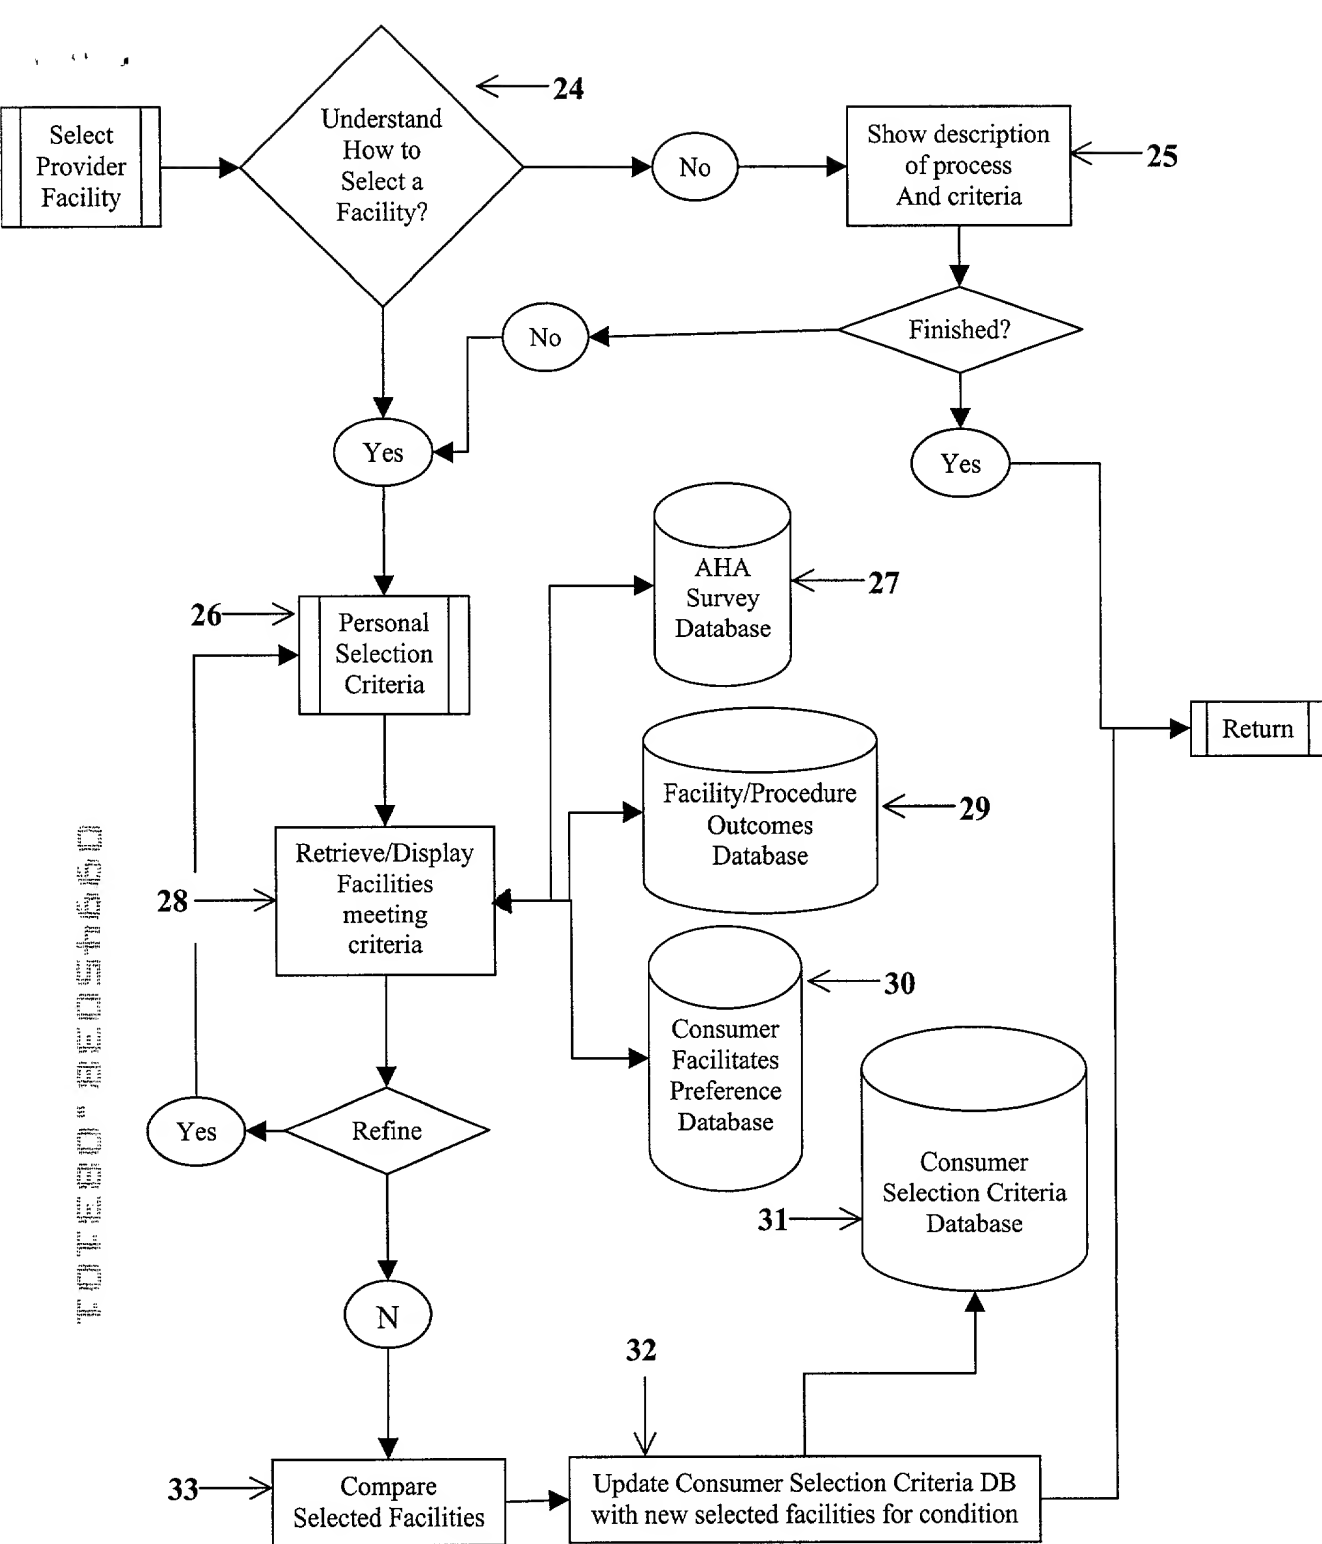 24
Select
Provider
Facility
Understand
How to
Select a
Facility?
No
Show description
of process
And criteria
25
Finished?
No
Yes
Yes
AHA
Survey
Database
27
26
Personal
Selection
Criteria
Return
Facility/Procedure
Outcomes
Database
29
Retrieve/Display
Facilities
meeting
criteria
28
30
Consumer
Facilitates
Preference
Database
Yes
Refine
Consumer
Selection Criteria
Database
31
N
32
33
Compare
Selected Facilities
Update Consumer Selection Criteria DB
with new selected facilities for condition